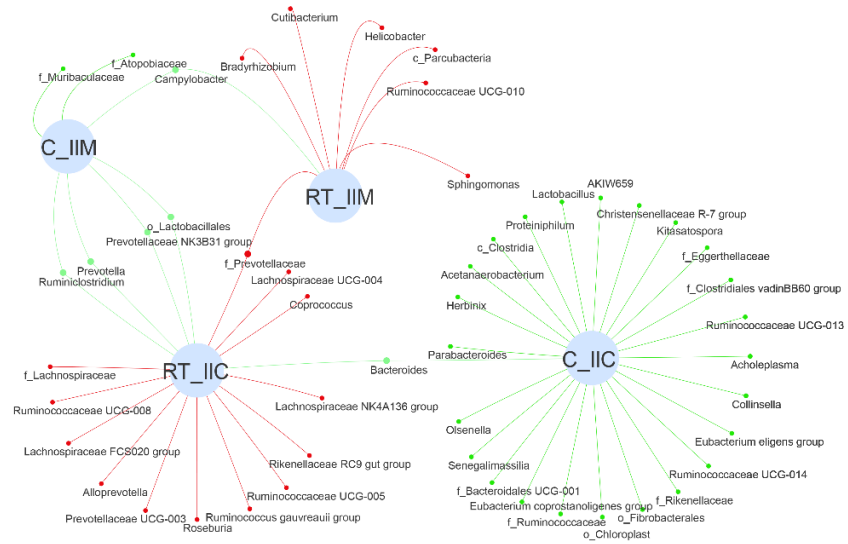 Cutibacterium
Helicobacter
f_Atopobiaceae
c_Parcubacteria
Bradyrhizobium
f_Muribaculaceae
Campylobacter
Ruminococcaceae UCG-010
C_IIM
RT_IIM
Sphingomonas
AKIW659
Lactobacillus
Christensenellaceae R-7 group
o_Lactobacillales
Proteiniphilum
Kitasatospora
Prevotellaceae NK3B31 group
c_Clostridia
f_Eggerthellaceae
f_Prevotellaceae
Prevotella
Lachnospiraceae UCG-004
Acetanaerobacterium
Ruminiclostridium
f_Clostridiales vadinBB60 group
Coprococcus
Herbinix
Ruminococcaceae UCG-013
Parabacteroides
C_IIC
Acholeplasma
RT_IIC
Bacteroides
f_Lachnospiraceae
Collinsella
Lachnospiraceae NK4A136 group
Ruminococcaceae UCG-008
Olsenella
Eubacterium eligens group
Lachnospiraceae FCS020 group
Rikenellaceae RC9 gut group
Senegalimassilia
Ruminococcaceae UCG-014
Alloprevotella
Ruminococcaceae UCG-005
f_Bacteroidales UCG-001
f_Rikenellaceae
Eubacterium coprostanoligenes group
Prevotellaceae UCG-003
Ruminococcus gauvreauii group
o_Fibrobacterales
Roseburia
f_Ruminococcaceae
o_Chloroplast